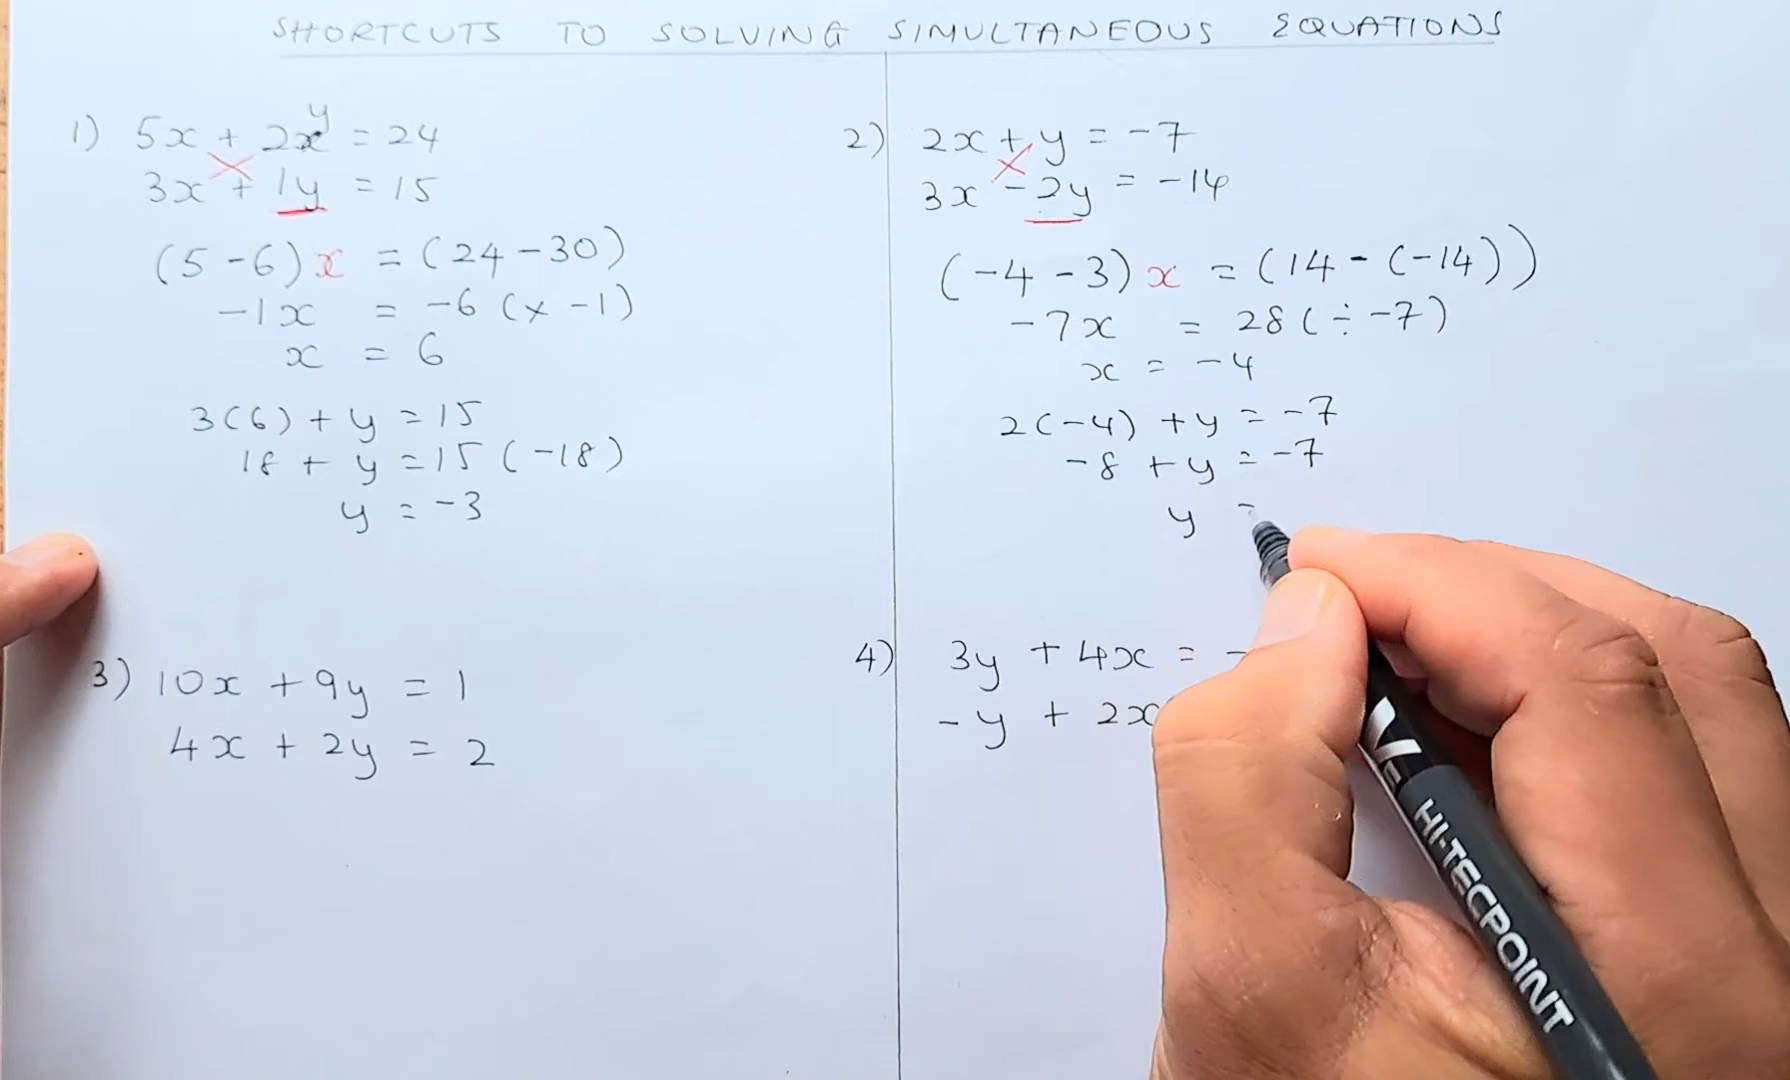 SHORTCUTS TO SOLVING SIMULTANEOUS EQUATIONS
1) 5x + 2y = 24
3x + 1y = 15
(5 - 6)x = (24 - 30)
-1x = -6 (x -1)
x = 6
3(6) + y = 15
18 + y = 15 (-18)
y = -3
2) 2x + y = -7
3x - 2y = -14
(-4 - 3)x = (14 - (-14))
-7x = 28 (÷ -7)
x = -4
2(-4) + y = -7
-8 + y = -7
y =
3) 10x + 9y = 1
4x + 2y = 2
4) 3y + 4x = -
-y + 2x
HI-TECPOINT